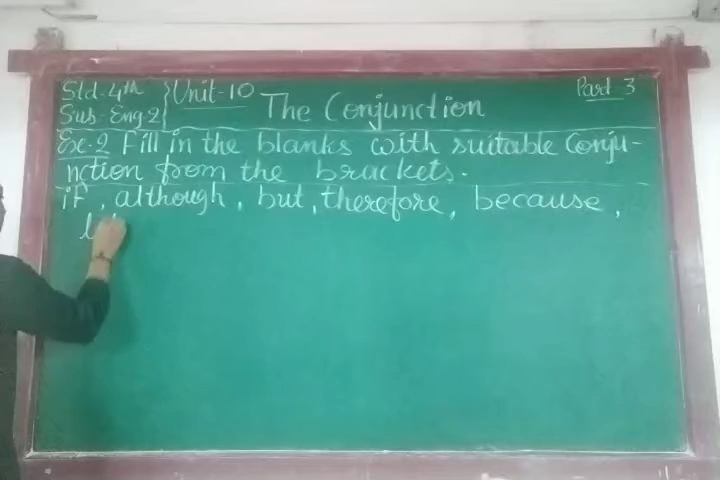 Std-4th
Sub-Eng-2
Unit-10
The Conjunction
Part 3
Ex-2 Fill in the blanks with suitable Conju-
nction from the brackets.
if, although, but, therefore, because,